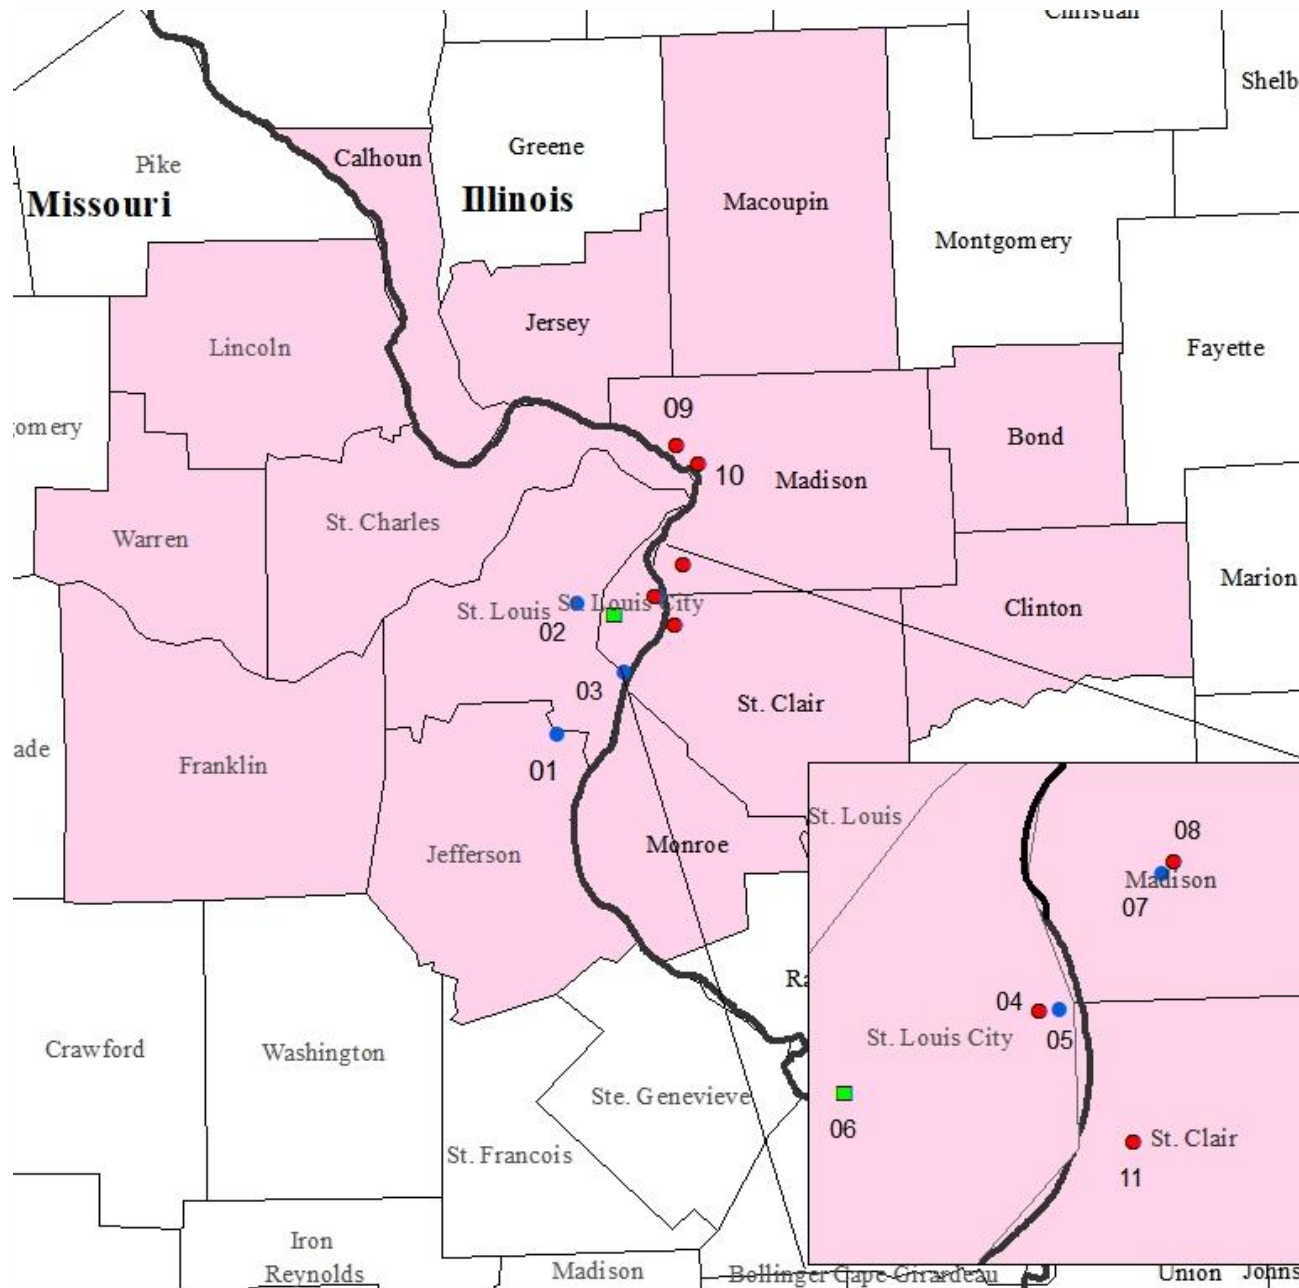 Christian
Shelb
Greene
Calhoun
Pike
Missouri
Illinois
Macoupin
Montgomery
Jersey
Lincoln
Fayette
09
gomery
Bond
10
Madison
St. Charles
Warren
Marion
St. Louis
St. Louis City
Clinton
02
03
St. Clair
ade
Franklin
01
Jefferson
Monroe
St. Louis
08
Madison
07
Ra
04
St. Louis City
05
06
St. Clair
11
Crawford
Washington
Ste. Genevieve
St. Francois
Iron
Reynolds
Madison
Bollinger
Cape Girardeau
Union
Johns